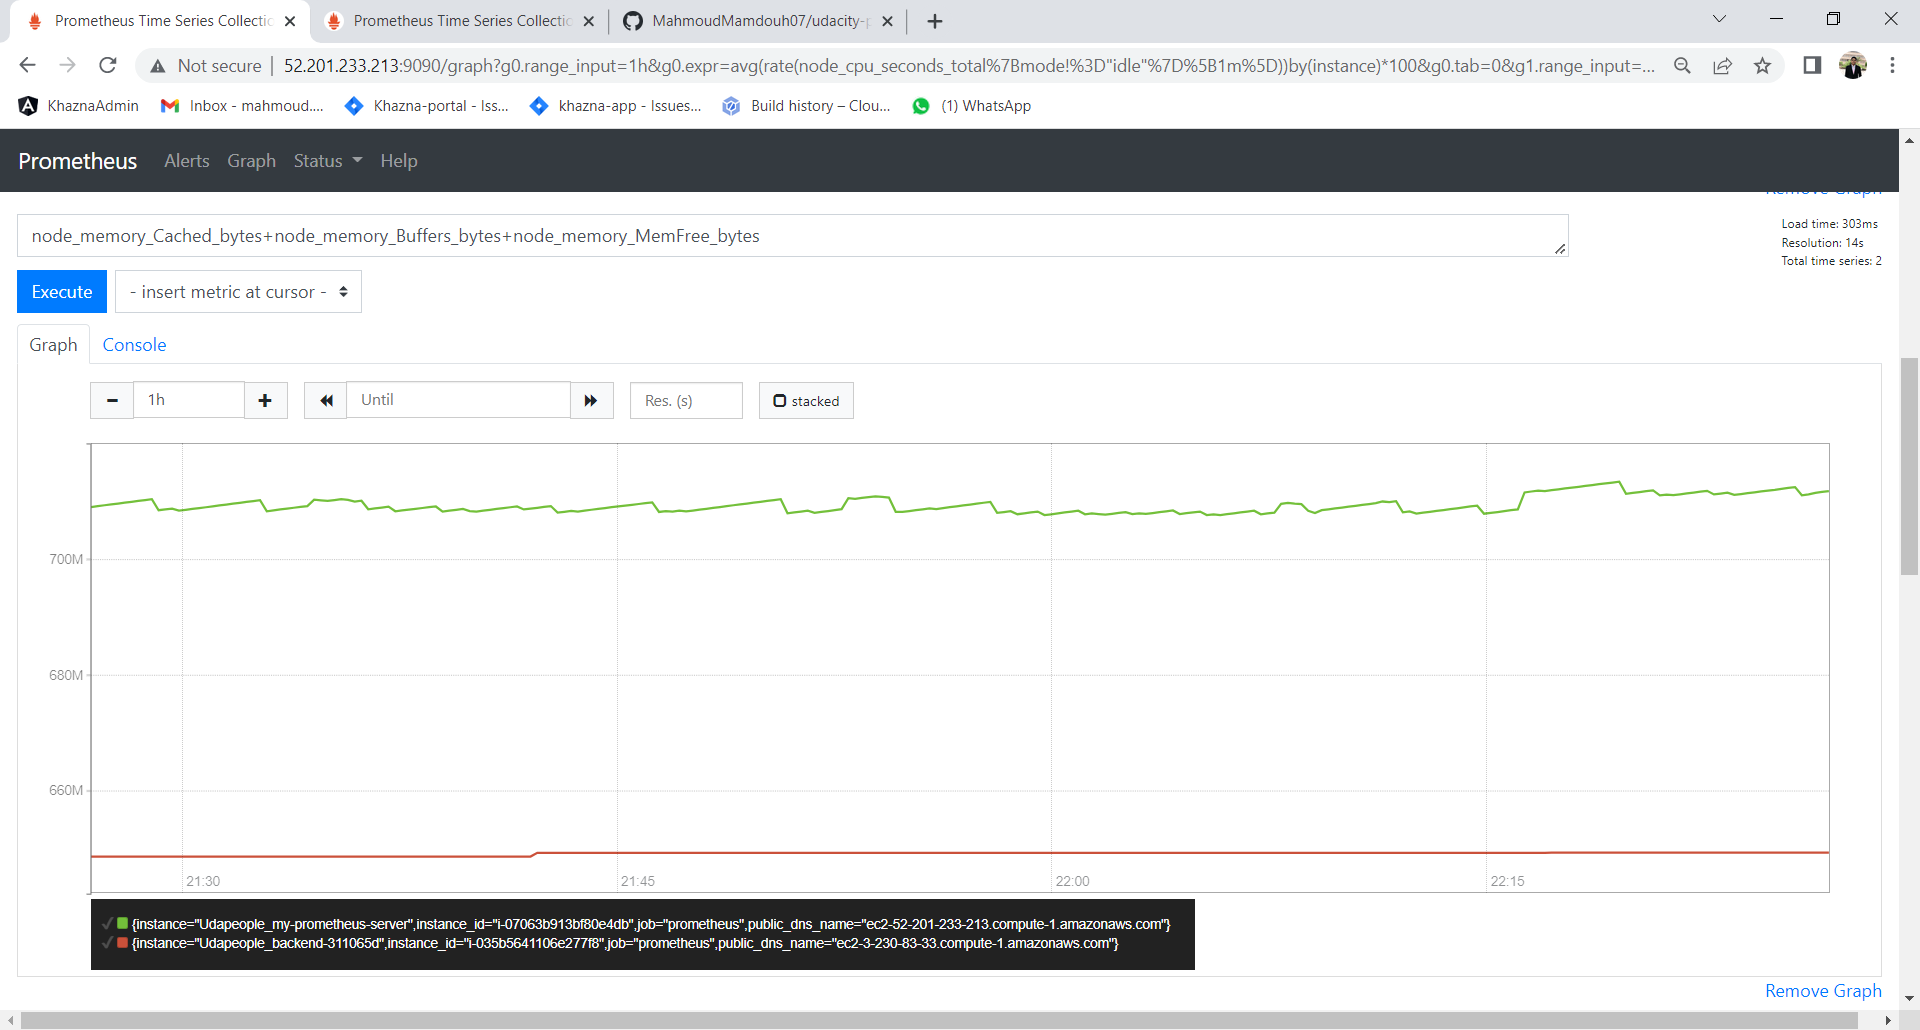 Prometheus Time Series Collectio
Prometheus Time Series Collectio
MahmoudMamdouh07/udacity-p
Not secure
52.201.233.213:9090/graph?g0.range_input=1h&g0.expr=avg(rate(node_cpu_seconds_total%7Bmode!%3D"idle"%7D%5B1m%5D))by(instance)*100&g0.tab=0&g1.range_input=...
KhaznaAdmin
Inbox - mahmoud....
Khazna-portal - Iss...
khazna-app - Issues...
Build history – Clou...
(1) WhatsApp
Prometheus
Alerts
Graph
Status
Help
Remove Graph
node_memory_Cached_bytes+node_memory_Buffers_bytes+node_memory_MemFree_bytes
Load time: 303ms
Resolution: 14s
Total time series: 2
Execute
- insert metric at cursor -
Graph
Console
1h
Until
Res. (s)
stacked
700M
680M
660M
21:30
21:45
22:00
22:15
{instance="Udapeople_my-prometheus-server",instance_id="i-07063b913bf80e4db",job="prometheus",public_dns_name="ec2-52-201-233-213.compute-1.amazonaws.com"}
{instance="Udapeople_backend-311065d",instance_id="i-035b5641106e277f8",job="prometheus",public_dns_name="ec2-3-230-83-33.compute-1.amazonaws.com"}
Remove Graph